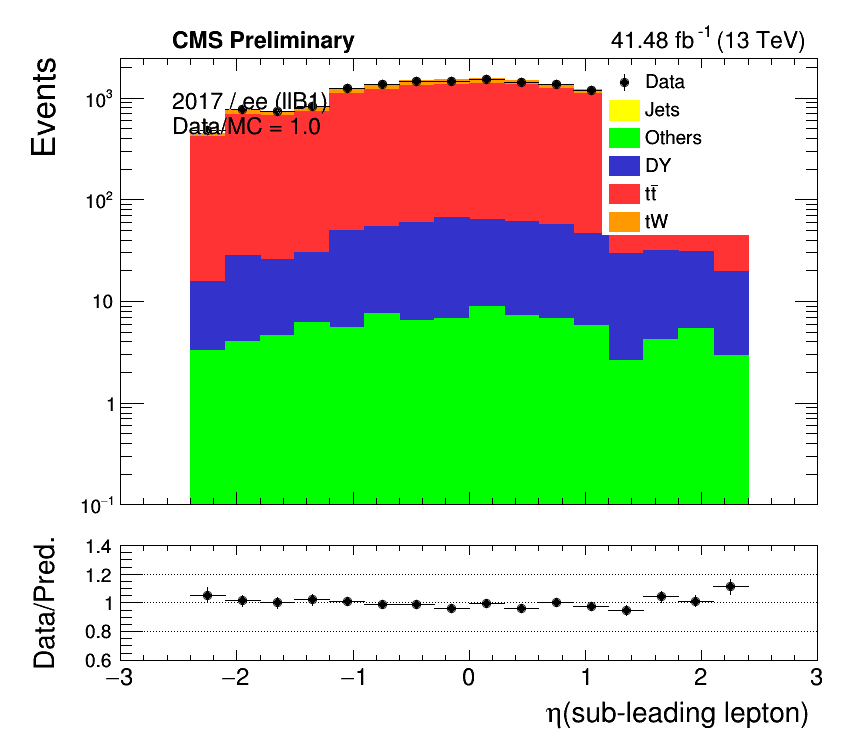 CMS Preliminary
41.48 fb⁻¹ (13 TeV)
Events
10³
10²
10
1
10⁻¹
2017 / ee (IIB1)
Data/MC = 1.0
Data
Jets
Others
DY
tt̄
tW
Data/Pred.
1.4
1.2
1
0.8
0.6
−3 −2 −1 0 1 2 3
η(sub-leading lepton)